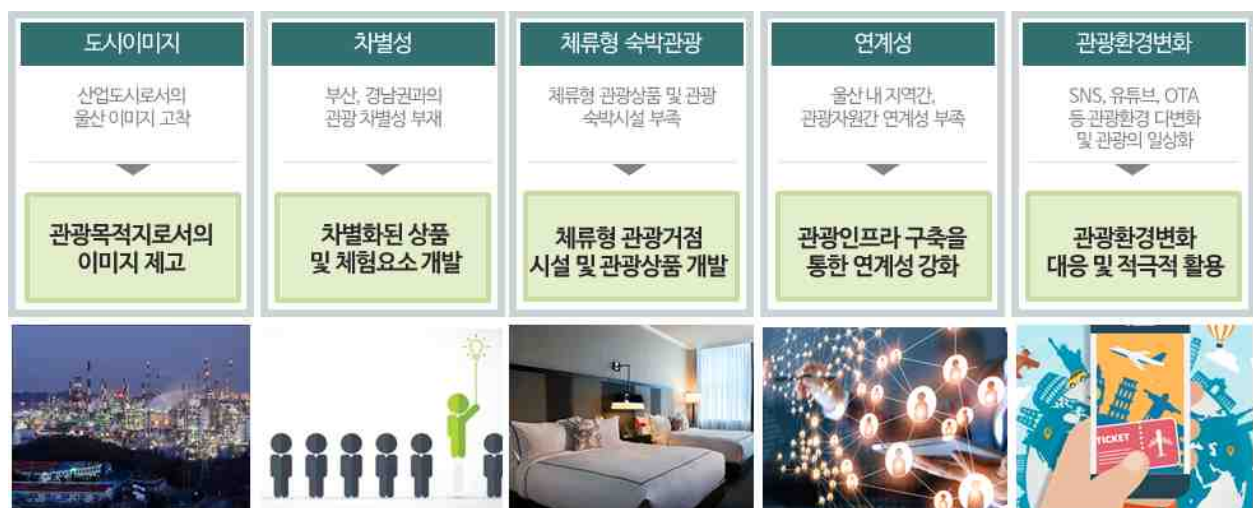 도시이미지
산업도시로서의
울산 이미지 고착
관광목적지로서의
이미지 제고
차별성
부산, 경남권과의
관광 차별성 부재
차별화된 상품
및 체험요소 개발
체류형 숙박관광
체류형 관광상품 및 관광
숙박시설 부족
체류형 관광거점
시설 및 관광상품 개발
연계성
울산 내 지역간,
관광자원간 연계성 부족
관광인프라 구축을
통한 연계성 강화
관광환경변화
SNS, 유튜브, OTA
등 관광환경 다변화
및 관광의 일상화
관광환경변화
대응 및 적극적 활용
TICKET
1